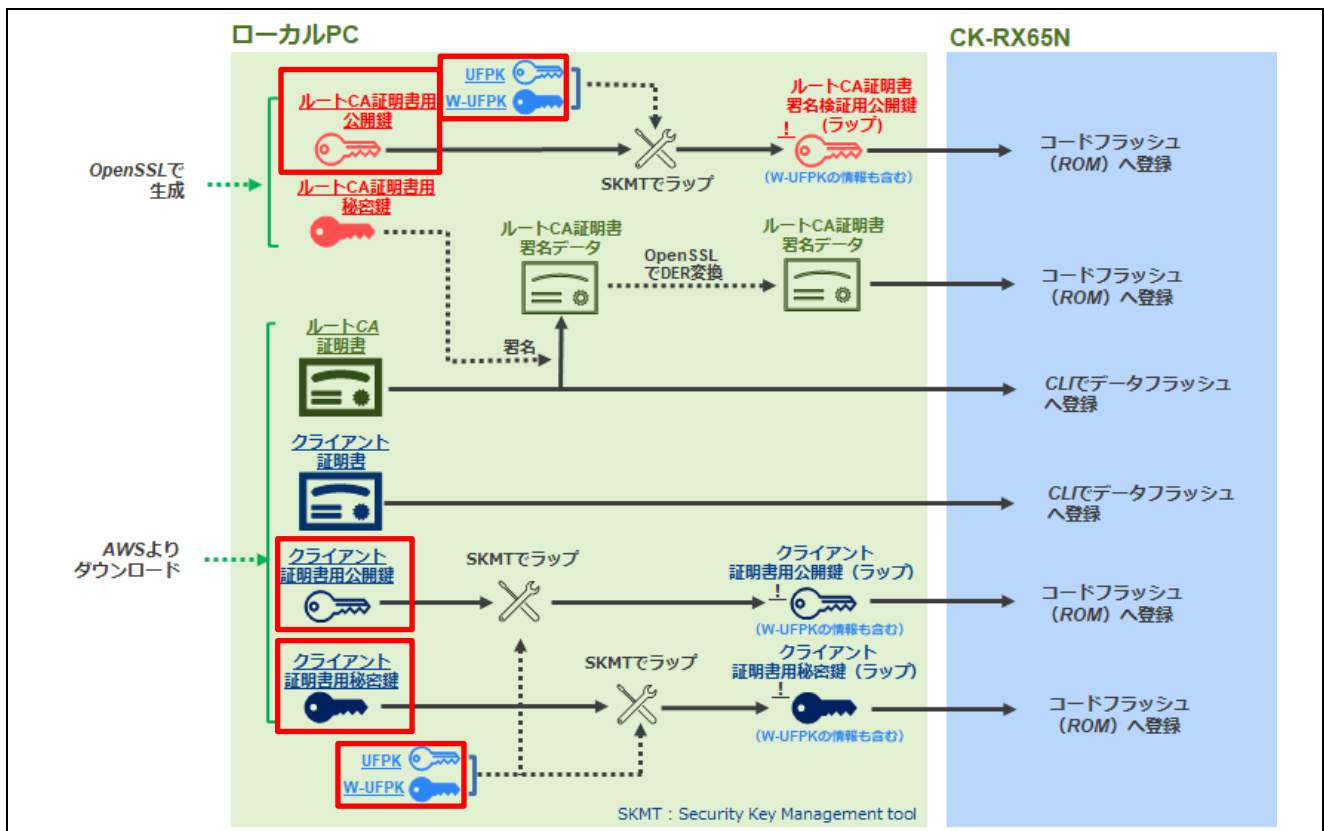 ローカルPC
CK-RX65N
UFPK
W-UFPK
ルートCA証明書用
公開鍵
ルートCA証明書
署名検証用公開鍵
(ラップ)
!
コードフラッシュ
（ROM）へ登録
OpenSSLで
生成
SKMTでラップ
（W-UFPKの情報も含む）
ルートCA証明書用
秘密鍵
ルートCA証明書
署名データ
OpenSSL
でDER変換
ルートCA証明書
署名データ
コードフラッシュ
（ROM）へ登録
ルートCA
証明書
署名
CLIでデータフラッシュ
へ登録
クライアント
証明書
CLIでデータフラッシュ
へ登録
AWSより
ダウンロード
クライアント
証明書用公開鍵
SKMTでラップ
クライアント
証明書用公開鍵（ラップ）
!
（W-UFPKの情報も含む）
コードフラッシュ
（ROM）へ登録
クライアント
証明書用秘密鍵
SKMTでラップ
クライアント
証明書用秘密鍵（ラップ）
!
（W-UFPKの情報も含む）
コードフラッシュ
（ROM）へ登録
UFPK
W-UFPK
SKMT：Security Key Management tool